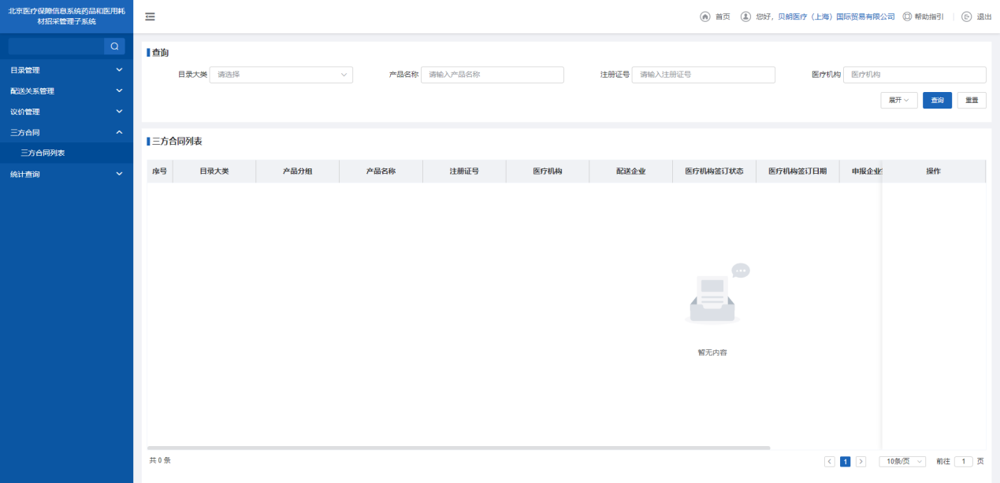 北京医疗保障信息系统药品和医用耗
材招采管理子系统
首页 您好，贝朗医疗（上海）国际贸易有限公司 帮助指引 退出
目录管理
配送关系管理
议价管理
三方合同
三方合同列表
统计查询
查询
目录大类 请选择 产品名称 请输入产品名称 注册证号 请输入注册证号 医疗机构 医疗机构
展开 查询 重置
三方合同列表
序号 目录大类 产品分组 产品名称 注册证号 医疗机构 配送企业 医疗机构签订状态 医疗机构签订日期 申报企业 操作
暂无内容
共 0 条 1 10条/页 前往 1 页